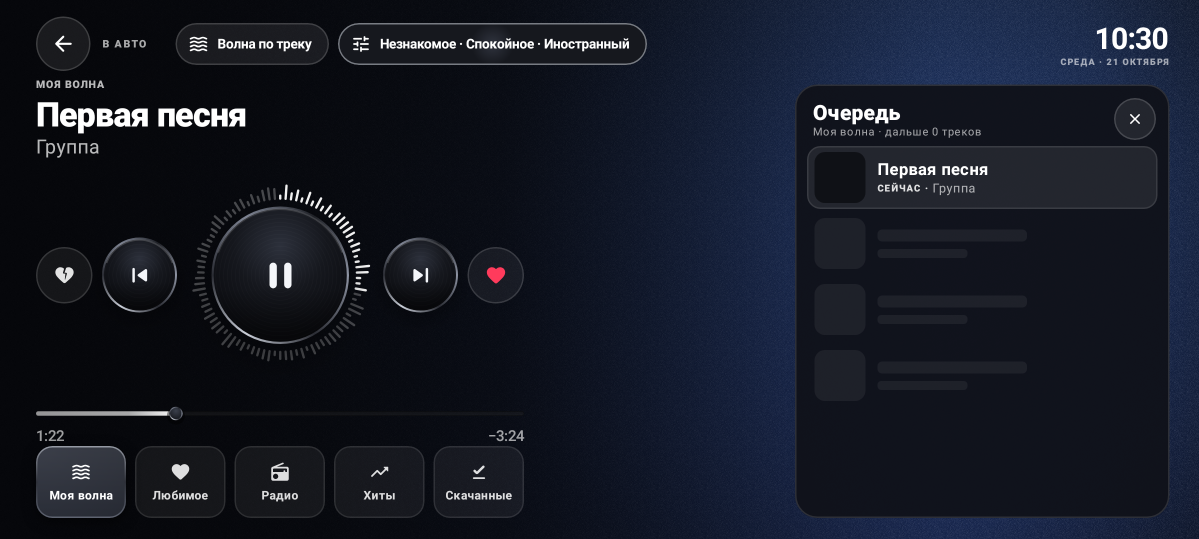 В АВТО
Волна по треку
Незнакомое · Спокойное · Иностранный
10:30
СРЕДА · 21 ОКТЯБРЯ
МОЯ ВОЛНА
Первая песня
Группа
1:22
−3:24
Моя волна
Любимое
Радио
Хиты
Скачанные
Очередь
Моя волна · дальше 0 треков
Первая песня
СЕЙЧАС · Группа